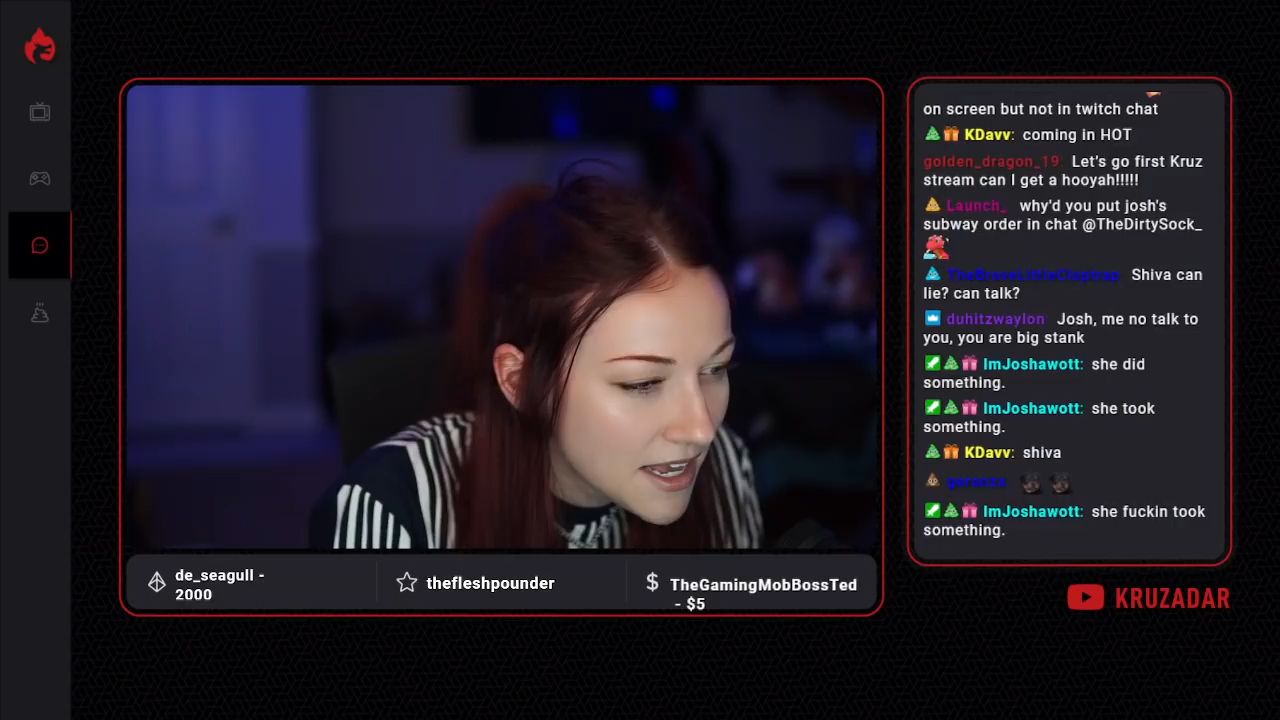 on screen but not in twitch chat
KDavv: coming in HOT
golden_dragon_19: Let's go first Kruz
stream can I get a hooyah!!!!!
Launch_ why'd you put josh's
subway order in chat @TheDirtySock_
TheBraveLittleClaptrap Shiva can
lie? can talk?
duhitzwaylon: Josh, me no talk to
you, you are big stank
ImJoshawott: she did
something.
ImJoshawott: she took
something.
KDavv: shiva
ImJoshawott: she fuckin took
something.
de_seagull -
2000
thefleshpounder
$ TheGamingMobBossTed
- $5
KRUZADAR